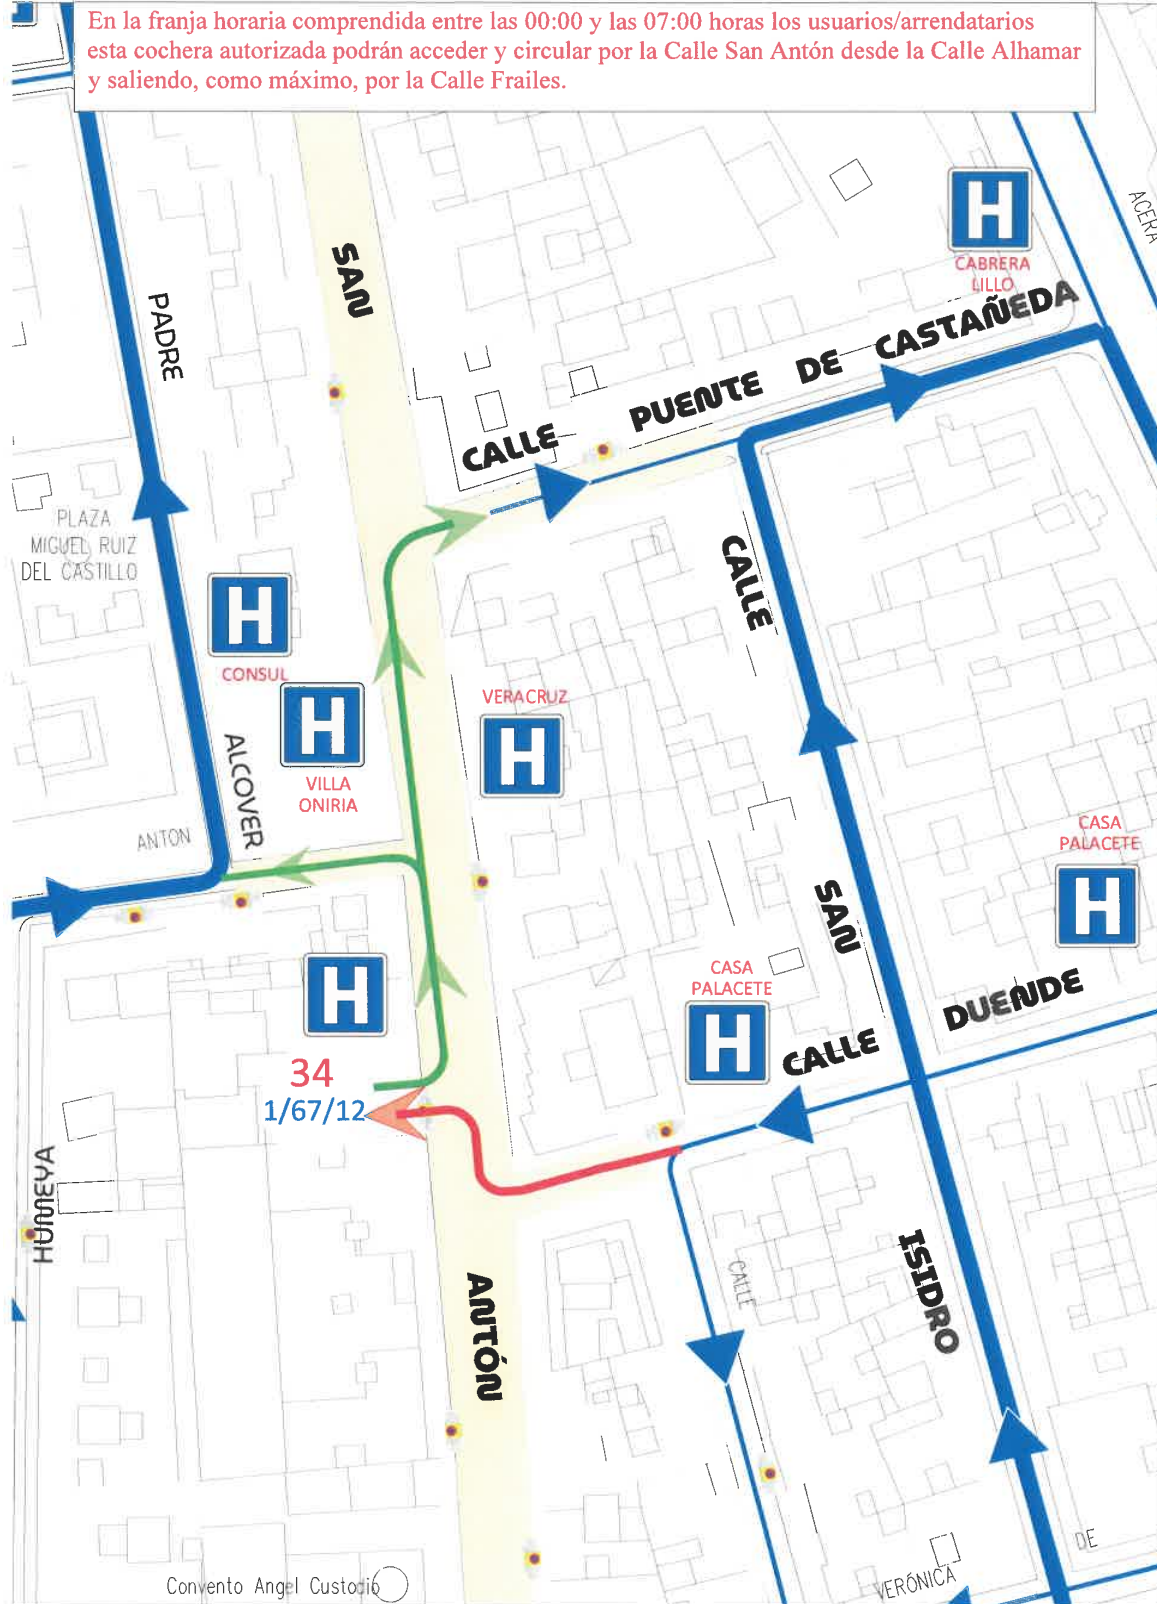 En la franja horaria comprendida entre las 00:00 y las 07:00 horas los usuarios/arrendatarios
esta cochera autorizada podrán acceder y circular por la Calle San Antón desde la Calle Alhamar
y saliendo, como máximo, por la Calle Frailes.
ACERA
H
CABRERA
LILLO
SAN
PADRE
CALLE PUENTE DE CASTAÑEDA
PLAZA
MIGUEL RUIZ
DEL CASTILLO
CALLE
H
CONSUL
H
VILLA
ONIRIA
VERACRUZ
H
ALCOVER
ANTON
CASA
PALACETE
H
SAN
H
CASA
PALACETE
H
CALLE DUENDE
34
1/67/12
HUMEYA
CALLE
ISIDRO
ANTÓN
DE
VERÓNICA
Convento Angel Custodio